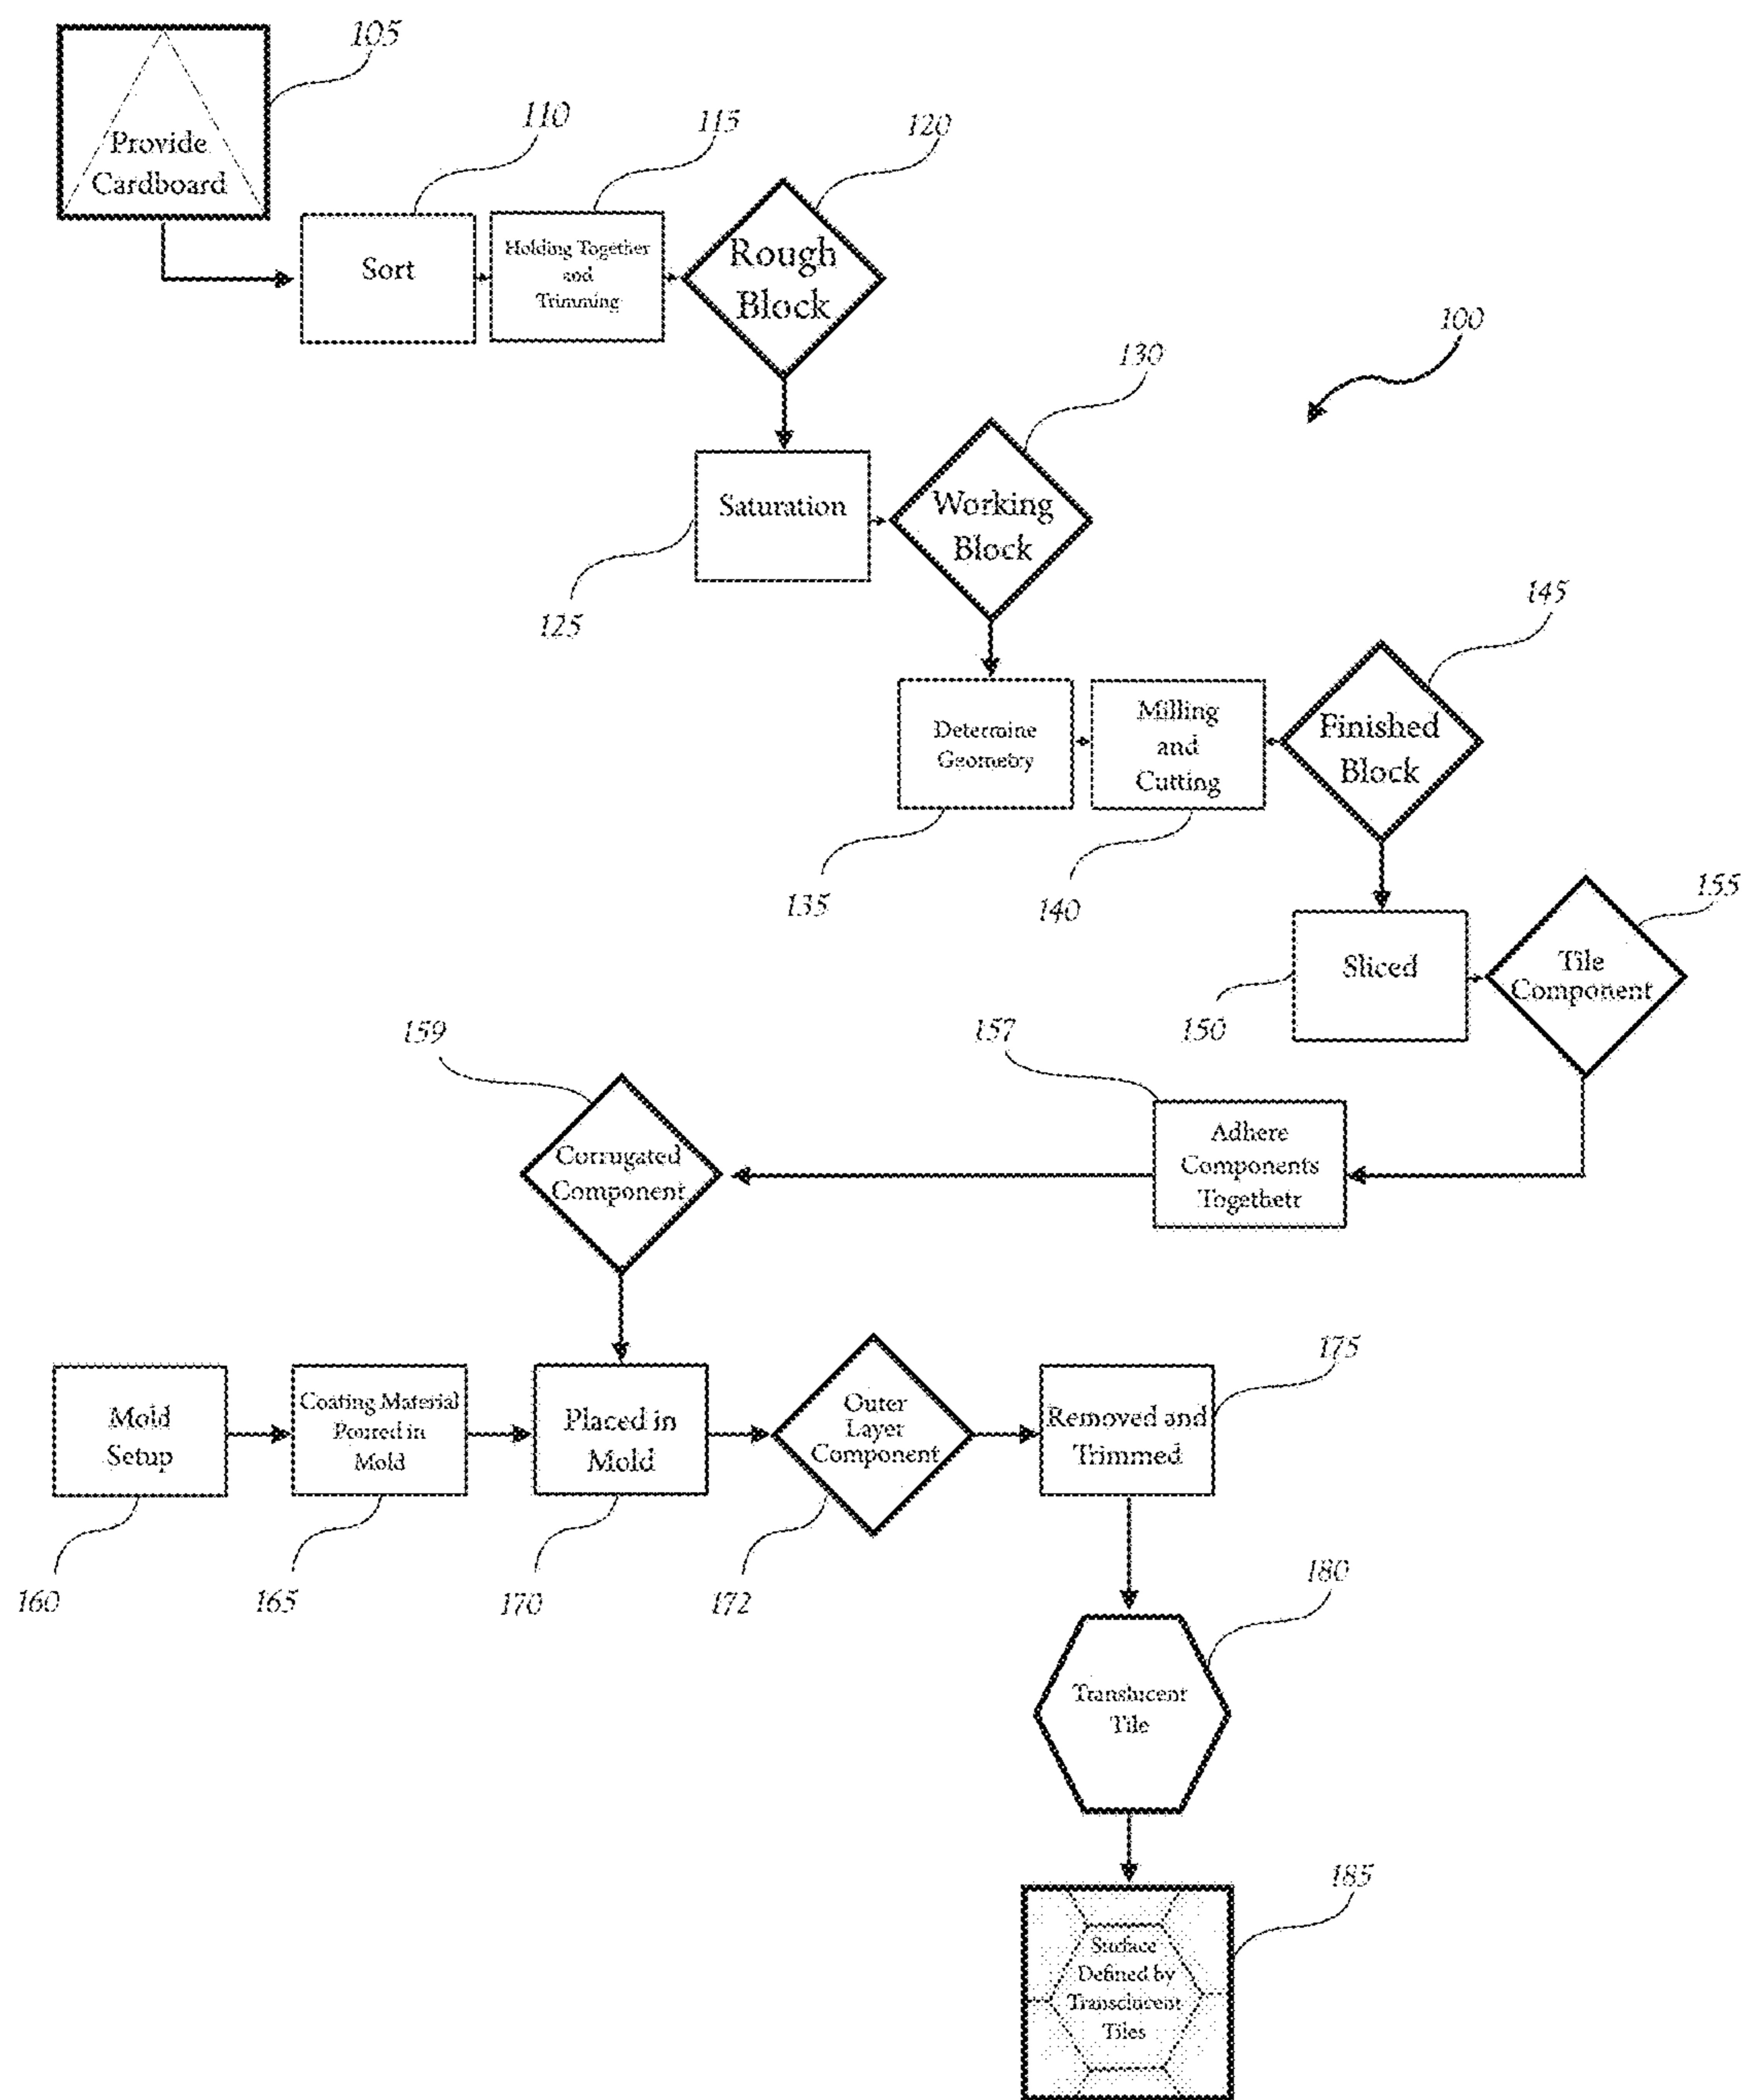 105
Provide
Cardboard
110
Sort
115
Holding Together
and
Trimming
120
Rough
Block
100
130
Saturation
125
Working
Block
145
Determine
Geometry
135
Milling
and
Cutting
140
Finished
Block
155
Sliced
150
Tile
Component
159
157
Adhere
Components
Togethetr
Corrugated
Component
175
Mold
Setup
160
Coating Material
Poured in
Mold
165
Placed in
Mold
170
Outer
Layer
Component
172
Removed and
Trimmed
180
Translucent
Tile
185
Surface
Defined by
Transclucent
Tiles